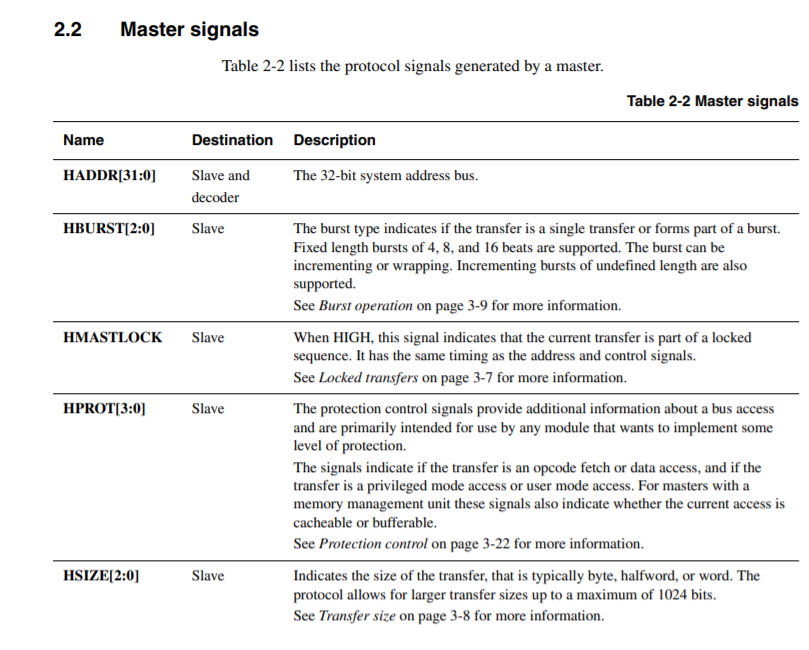 2.2 Master signals
Table 2-2 lists the protocol signals generated by a master.
Table 2-2 Master signals
Name Destination Description
HADDR[31:0] Slave and The 32-bit system address bus.
decoder
HBURST[2:0] Slave The burst type indicates if the transfer is a single transfer or forms part of a burst.
Fixed length bursts of 4, 8, and 16 beats are supported. The burst can be
incrementing or wrapping. Incrementing bursts of undefined length are also
supported.
See Burst operation on page 3-9 for more information.
HMASTLOCK Slave When HIGH, this signal indicates that the current transfer is part of a locked
sequence. It has the same timing as the address and control signals.
See Locked transfers on page 3-7 for more information.
HPROT[3:0] Slave The protection control signals provide additional information about a bus access
and are primarily intended for use by any module that wants to implement some
level of protection.
The signals indicate if the transfer is an opcode fetch or data access, and if the
transfer is a privileged mode access or user mode access. For masters with a
memory management unit these signals also indicate whether the current access is
cacheable or bufferable.
See Protection control on page 3-22 for more information.
HSIZE[2:0] Slave Indicates the size of the transfer, that is typically byte, halfword, or word. The
protocol allows for larger transfer sizes up to a maximum of 1024 bits.
See Transfer size on page 3-8 for more information.